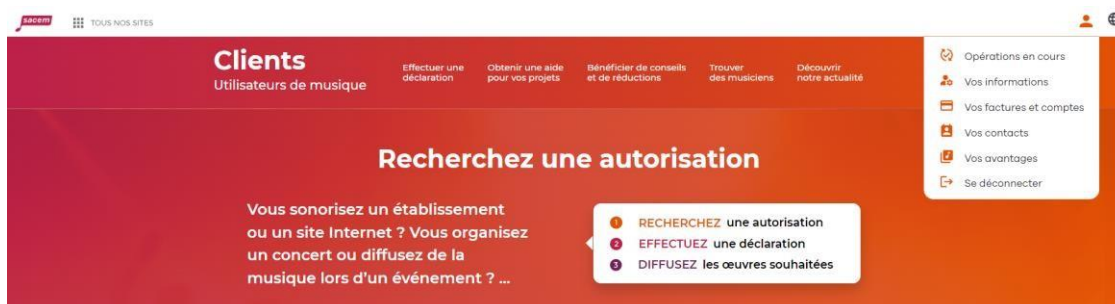 sacem
TOUS NOS SITES
Clients
Utilisateurs de musique
Effectuer une
déclaration
Obtenir une aide
pour vos projets
Bénéficier de conseils
et de réductions
Trouver
des musiciens
Découvrir
notre actualité
Opérations en cours
Vos informations
Vos factures et comptes
Vos contacts
Vos avantages
Se déconnecter
Recherchez une autorisation
Vous sonorisez un établissement
ou un site Internet ? Vous organisez
un concert ou diffusez de la
musique lors d'un événement ? ...
1 RECHERCHEZ une autorisation
2 EFFECTUEZ une déclaration
3 DIFFUSEZ les œuvres souhaitées